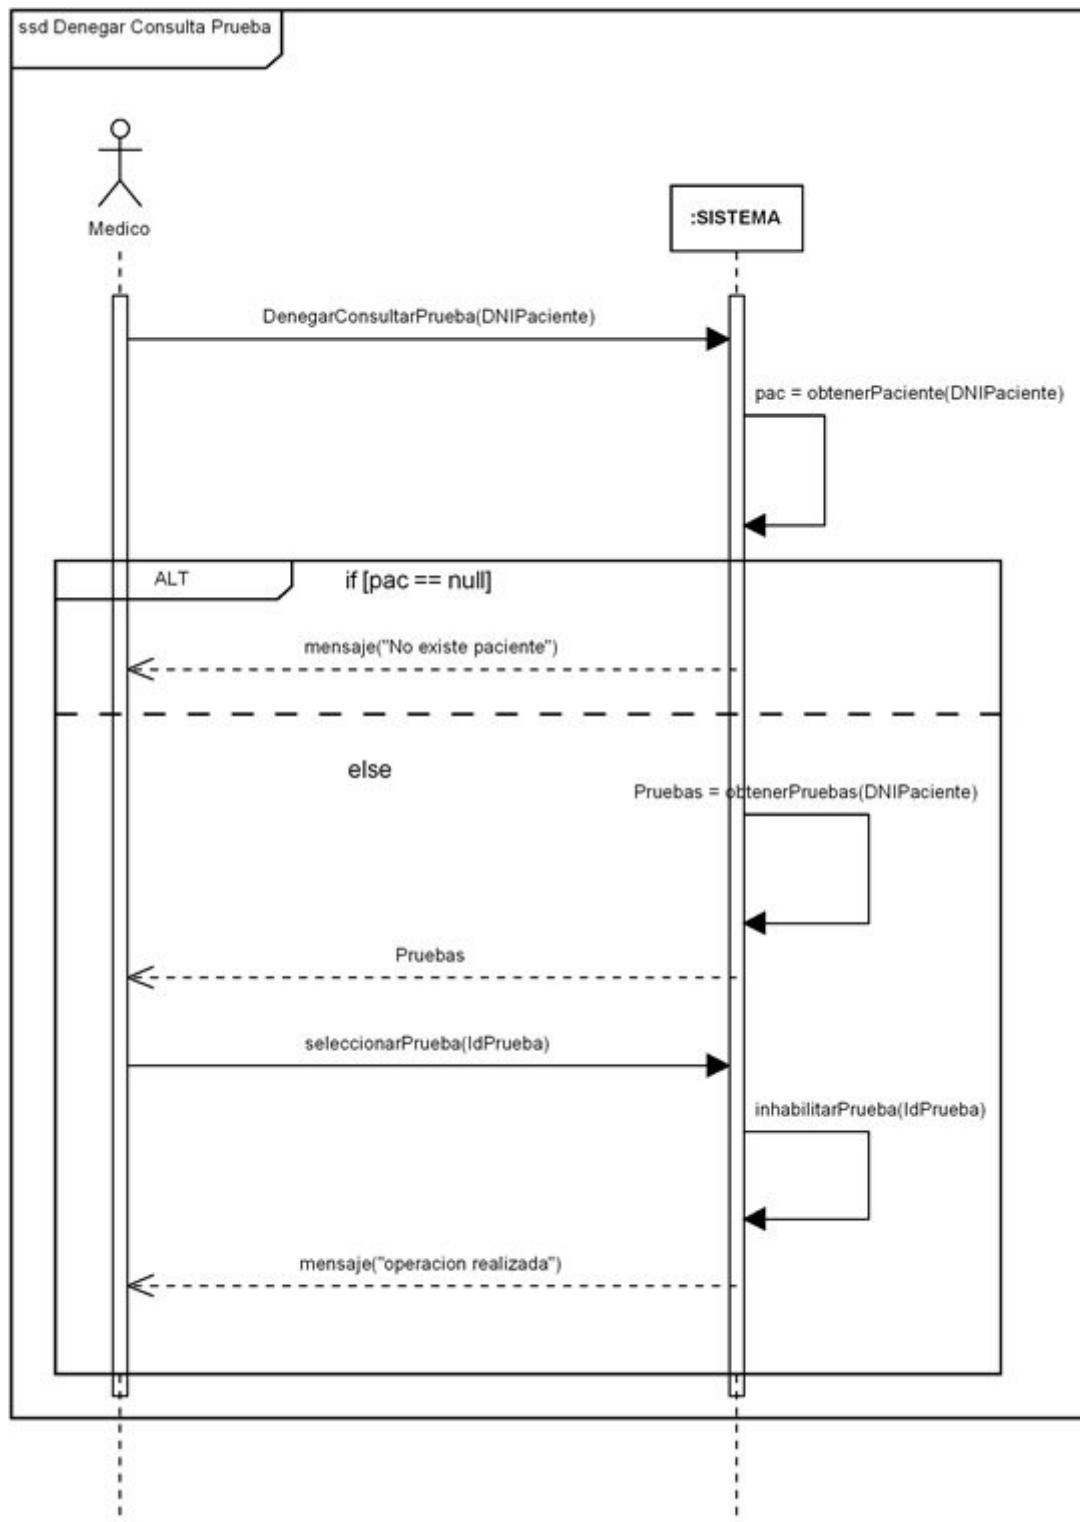 ssd Denegar Consulta Prueba
Medico
:SISTEMA
DenegarConsultarPrueba(DNIPaciente)
pac = obtenerPaciente(DNIPaciente)
ALT
if [pac == null]
mensaje("No existe paciente")
else
Pruebas = obtenerPruebas(DNIPaciente)
Pruebas
seleccionarPrueba(IdPrueba)
inhabilitarPrueba(IdPrueba)
mensaje("operacion realizada")